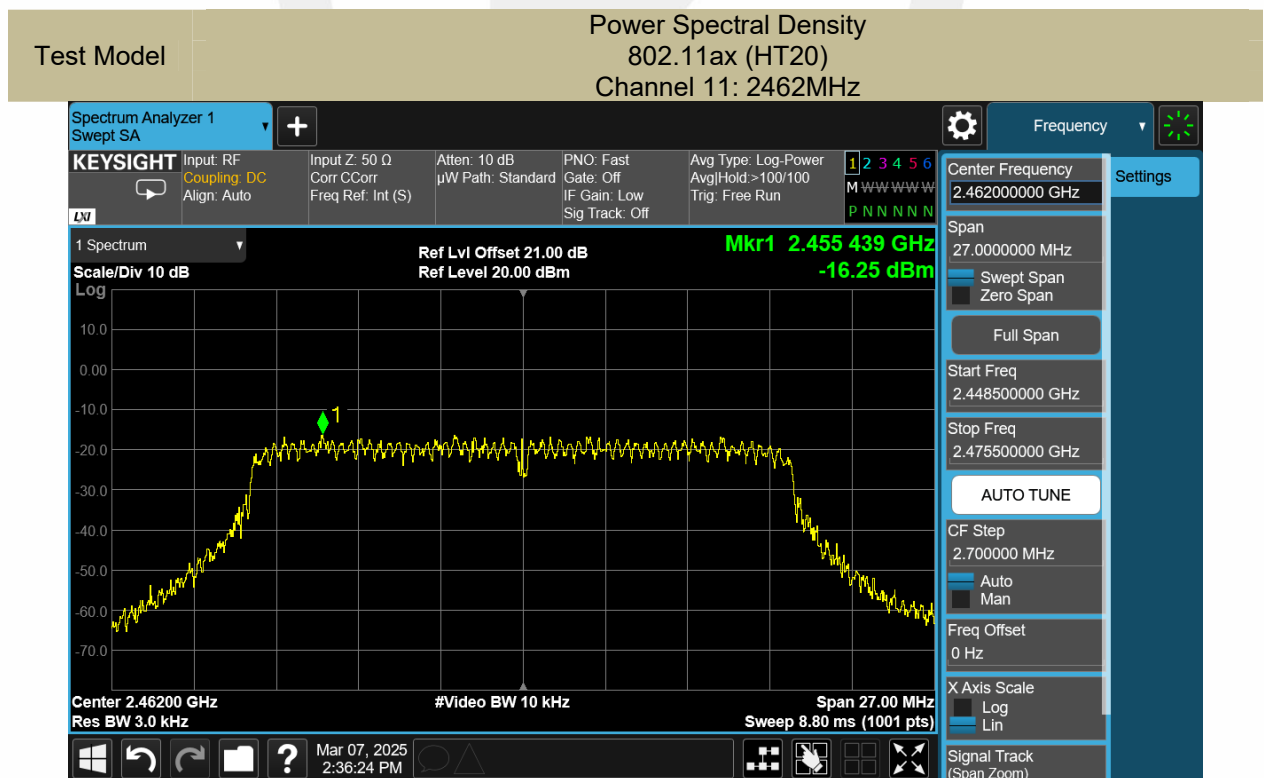 Test Model
Power Spectral Density
802.11ax (HT20)
Channel 11: 2462MHz
Spectrum Analyzer 1
Swept SA
Frequency
KEYSIGHT
LXI
Input: RF
Coupling: DC
Align: Auto
Input Z: 50 Ω
Corr CCorr
Freq Ref: Int (S)
Atten: 10 dB
µW Path: Standard
PNO: Fast
Gate: Off
IF Gain: Low
Sig Track: Off
Avg Type: Log-Power
Avg|Hold:>100/100
Trig: Free Run
1 2 3 4 5 6
M W W W W W
P N N N N N
1 Spectrum
Scale/Div 10 dB
Log
Ref Lvl Offset 21.00 dB
Ref Level 20.00 dBm
Mkr1 2.455 439 GHz
-16.25 dBm
10.0
0.00
-10.0
-20.0
-30.0
-40.0
-50.0
-60.0
-70.0
1
Center 2.46200 GHz
Res BW 3.0 kHz
#Video BW 10 kHz
Span 27.00 MHz
Sweep 8.80 ms (1001 pts)
Mar 07, 2025
2:36:24 PM
Center Frequency
2.462000000 GHz
Settings
Span
27.0000000 MHz
Swept Span
Zero Span
Full Span
Start Freq
2.448500000 GHz
Stop Freq
2.475500000 GHz
AUTO TUNE
CF Step
2.700000 MHz
Auto
Man
Freq Offset
0 Hz
X Axis Scale
Log
Lin
Signal Track
(Span Zoom)